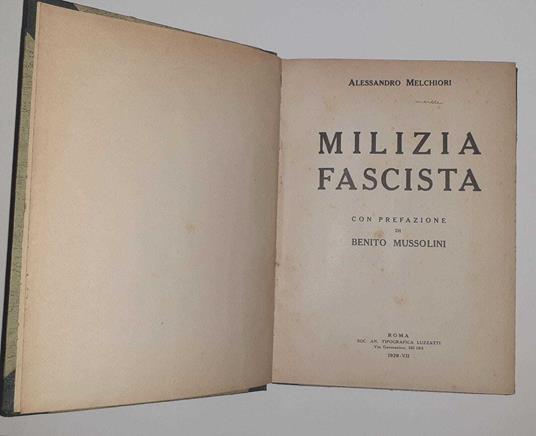 ALESSANDRO MELCHIORI
MILIZIA
FASCISTA
CON PREFAZIONE
DI
BENITO MUSSOLINI
ROMA
SOC. AN. TIPOGRAFICA LUZZATTI
1929-VII